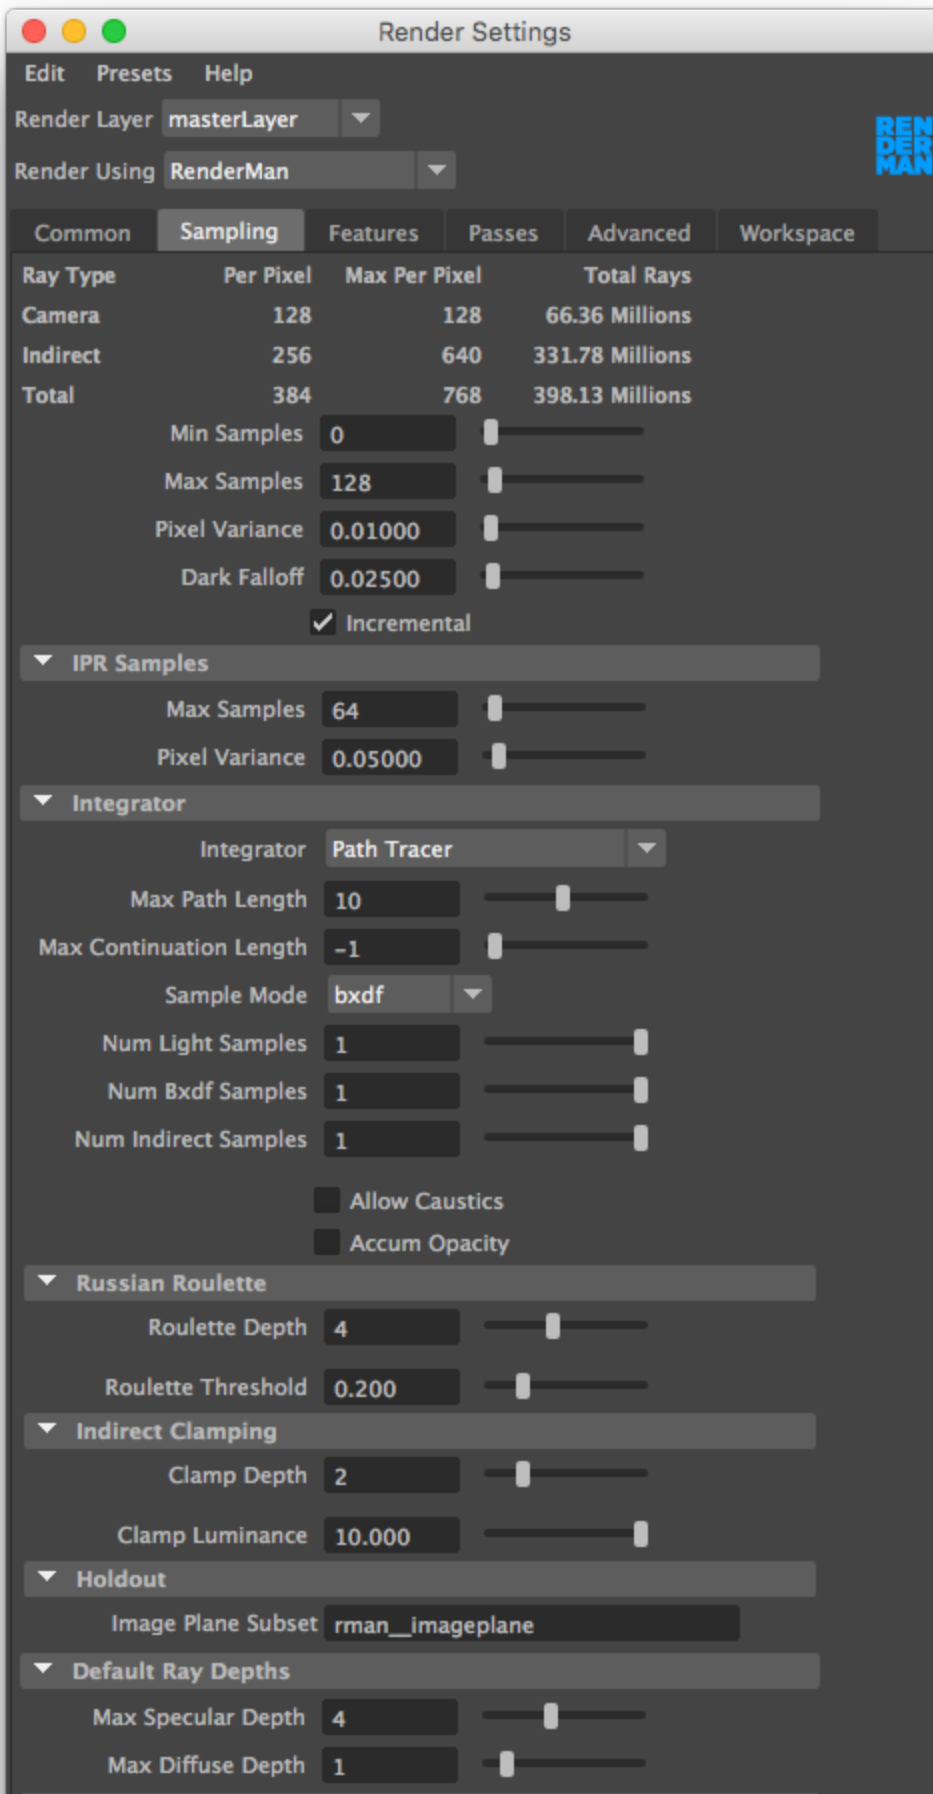 Render Settings
Edit Presets Help
Render Layer masterLayer
REN
DER
MAN
Render Using RenderMan
Common Sampling Features Passes Advanced Workspace
Ray Type Per Pixel Max Per Pixel Total Rays
Camera 128 128 66.36 Millions
Indirect 256 640 331.78 Millions
Total 384 768 398.13 Millions
Min Samples 0
Max Samples 128
Pixel Variance 0.01000
Dark Falloff 0.02500
Incremental
IPR Samples
Max Samples 64
Pixel Variance 0.05000
Integrator
Integrator Path Tracer
Max Path Length 10
Max Continuation Length -1
Sample Mode bxdf
Num Light Samples 1
Num Bxdf Samples 1
Num Indirect Samples 1
Allow Caustics
Accum Opacity
Russian Roulette
Roulette Depth 4
Roulette Threshold 0.200
Indirect Clamping
Clamp Depth 2
Clamp Luminance 10.000
Holdout
Image Plane Subset rman__imageplane
Default Ray Depths
Max Specular Depth 4
Max Diffuse Depth 1